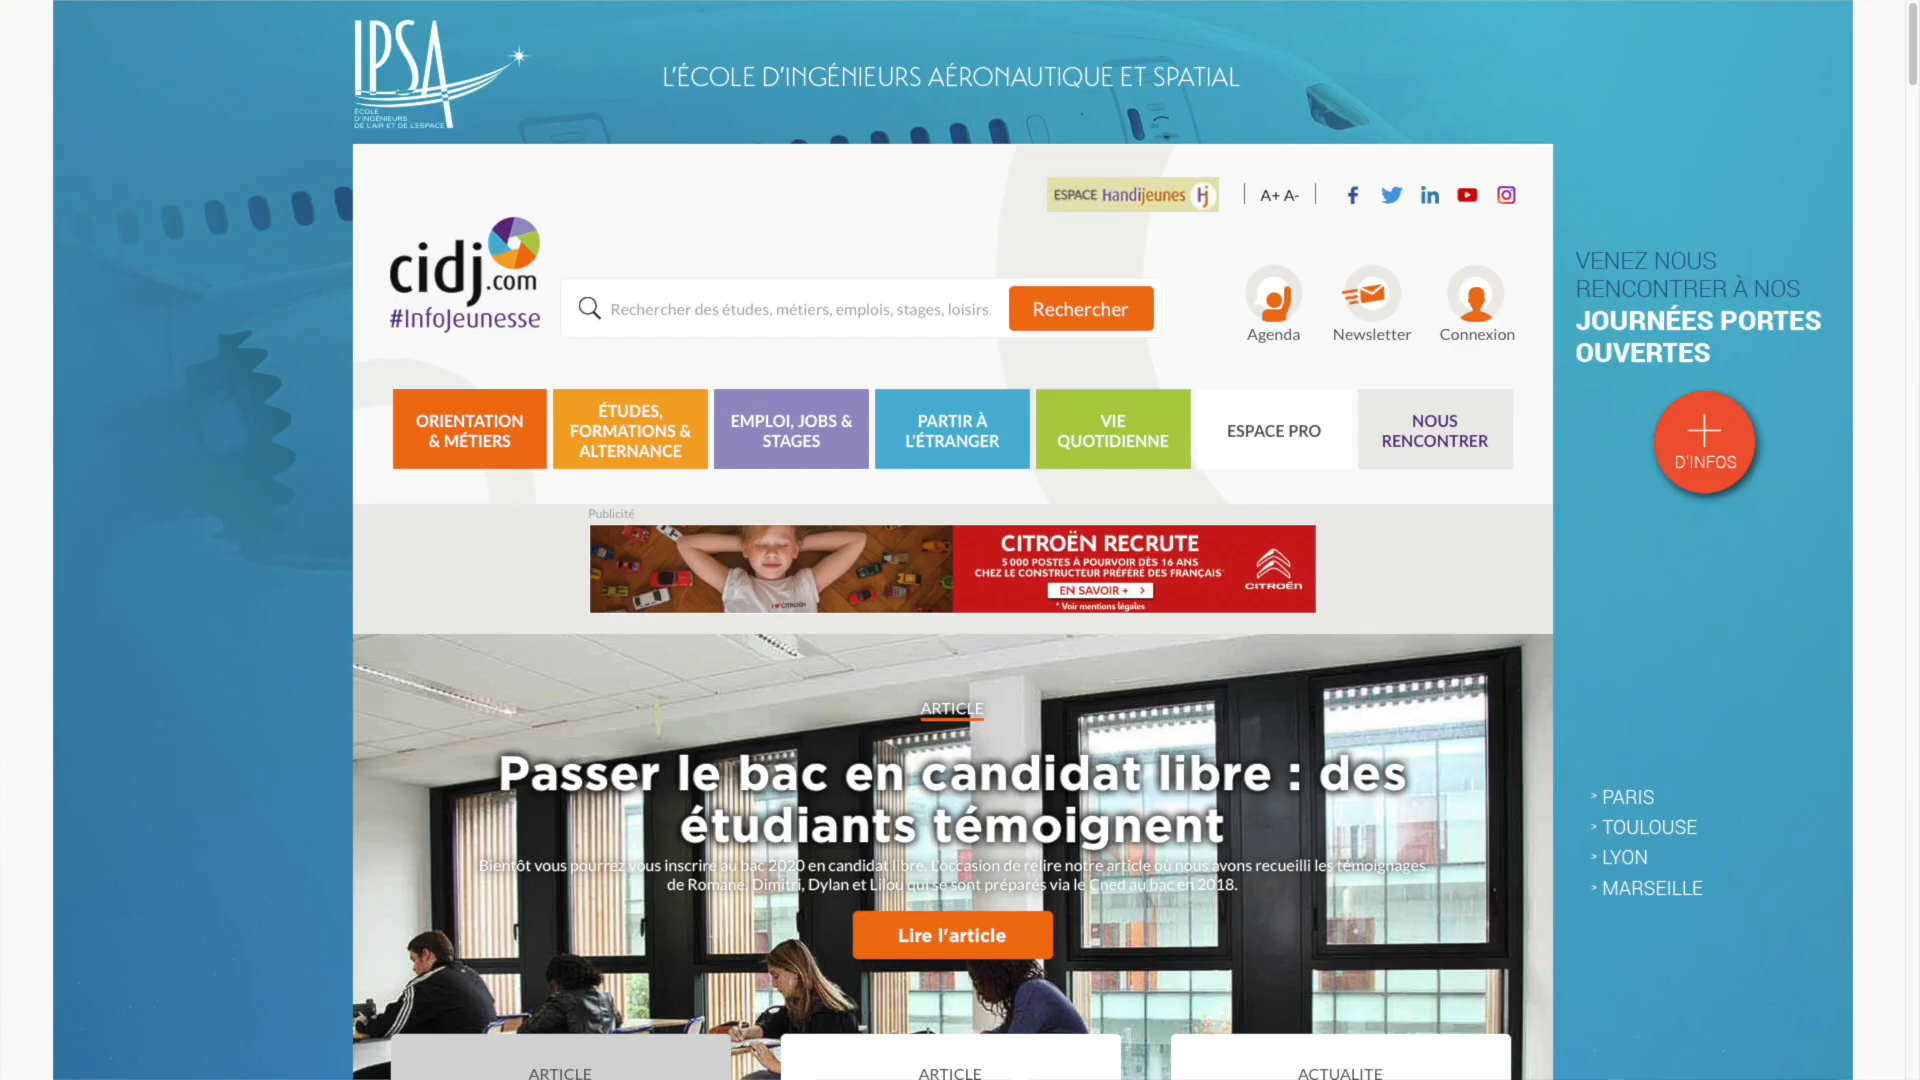 IPSA
ÉCOLE
D'INGÉNIEURS
DE L'AIR ET DE L'ESPACE
L'ÉCOLE D'INGÉNIEURS AÉRONAUTIQUE ET SPATIAL
ESPACE Handijeunes Hj
A+ A-
cidj.com
#InfoJeunesse
Rechercher des études, métiers, emplois, stages, loisirs.
Rechercher
Agenda
Newsletter
Connexion
VENEZ NOUS
RENCONTRER À NOS
JOURNÉES PORTES
OUVERTES
D'INFOS
ORIENTATION
& MÉTIERS
ÉTUDES,
FORMATIONS &
ALTERNANCE
EMPLOI, JOBS &
STAGES
PARTIR À
L'ÉTRANGER
VIE
QUOTIDIENNE
ESPACE PRO
NOUS
RENCONTRER
Publicité
I ♥ CITROËN
CITROËN RECRUTE
5 000 POSTES À POURVOIR DÈS 16 ANS
CHEZ LE CONSTRUCTEUR PRÉFÉRÉ DES FRANÇAIS*
EN SAVOIR + >
* Voir mentions légales
CITROËN
ARTICLE
Passer le bac en candidat libre : des
étudiants témoignent
Bientôt vous pourrez vous inscrire au bac 2020 en candidat libre. L'occasion de relire notre article où nous avons recueilli les témoignages
de Romane, Dimitri, Dylan et Lilou qui se sont préparés via le Cned au bac en 2018.
Lire l'article
> PARIS
> TOULOUSE
> LYON
> MARSEILLE
ARTICLE
ARTICLE
ACTUALITE